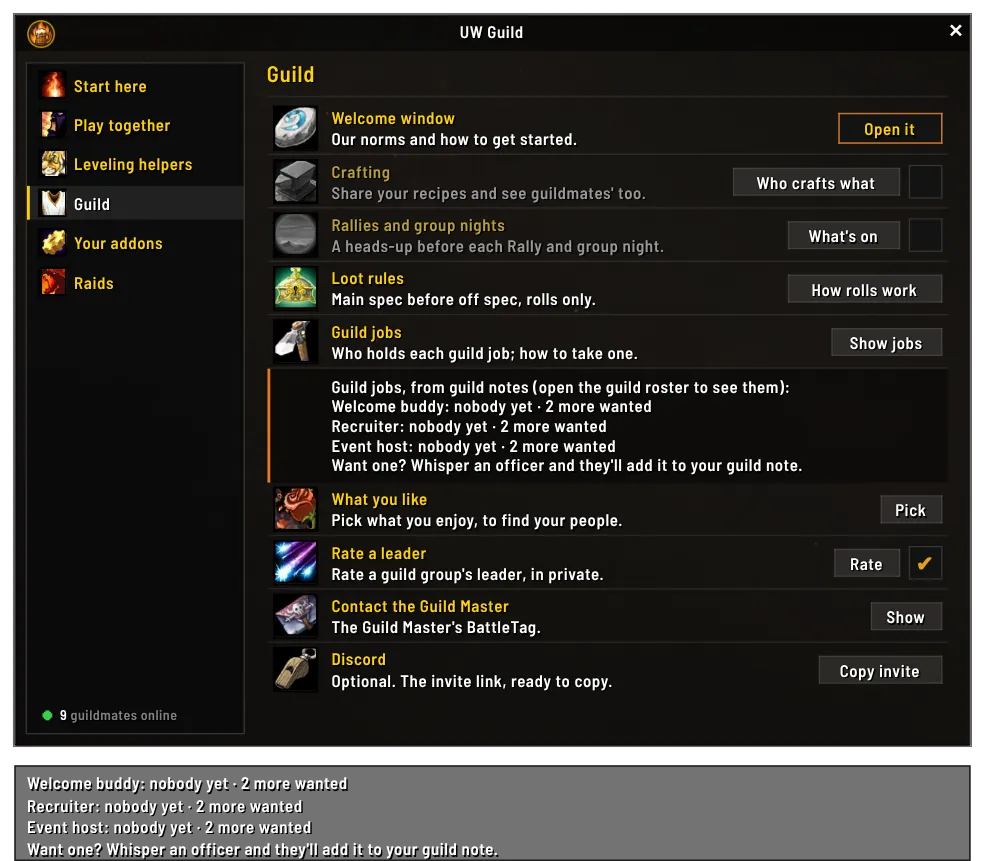 UW Guild
Start here
Play together
Leveling helpers
Guild
Your addons
Raids
9 guildmates online
Guild
Welcome window
Our norms and how to get started.
Open it
Crafting
Share your recipes and see guildmates' too.
Who crafts what
Rallies and group nights
A heads-up before each Rally and group night.
What's on
Loot rules
Main spec before off spec, rolls only.
How rolls work
Guild jobs
Who holds each guild job; how to take one.
Show jobs
Guild jobs, from guild notes (open the guild roster to see them):
Welcome buddy: nobody yet · 2 more wanted
Recruiter: nobody yet · 2 more wanted
Event host: nobody yet · 2 more wanted
Want one? Whisper an officer and they'll add it to your guild note.
What you like
Pick what you enjoy, to find your people.
Pick
Rate a leader
Rate a guild group's leader, in private.
Rate
Contact the Guild Master
The Guild Master's BattleTag.
Show
Discord
Optional. The invite link, ready to copy.
Copy invite
Welcome buddy: nobody yet · 2 more wanted
Recruiter: nobody yet · 2 more wanted
Event host: nobody yet · 2 more wanted
Want one? Whisper an officer and they'll add it to your guild note.